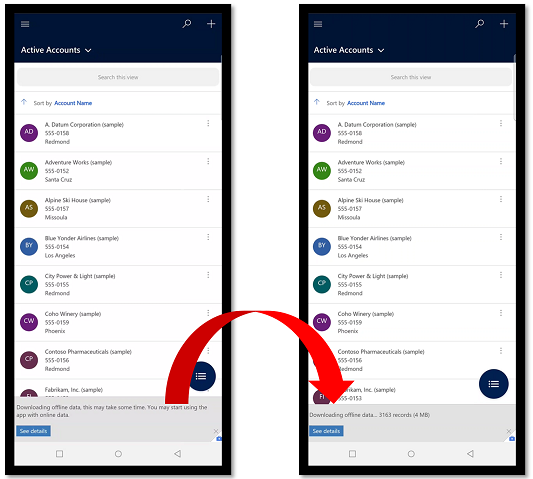 Active Accounts
Search this view
Sort by Account Name
AD
A. Datum Corporation (sample)
555-0158
Redmond
AW
Adventure Works (sample)
555-0152
Santa Cruz
AS
Alpine Ski House (sample)
555-0157
Missoula
BY
Blue Yonder Airlines (sample)
555-0154
Los Angeles
CP
City Power & Light (sample)
555-0155
Redmond
CW
Coho Winery (sample)
555-0159
Phoenix
CP
Contoso Pharmaceuticals (sample)
555-0156
Redmond
FI
Fabrikam, Inc. (sample)
Downloading offline data, this may take some time. You may start using the
app with online data.
See details
Active Accounts
Search this view
Sort by Account Name
AD
A. Datum Corporation (sample)
555-0158
Redmond
AW
Adventure Works (sample)
555-0152
Santa Cruz
AS
Alpine Ski House (sample)
555-0157
Missoula
BY
Blue Yonder Airlines (sample)
555-0154
Los Angeles
CP
City Power & Light (sample)
555-0155
Redmond
CW
Coho Winery (sample)
555-0159
Phoenix
CP
Contoso Pharmaceuticals (sample)
555-0156
Redmond
FI
Inc. (sample)
555-0153
Downloading offline data... 3163 records (4 MB)
See details